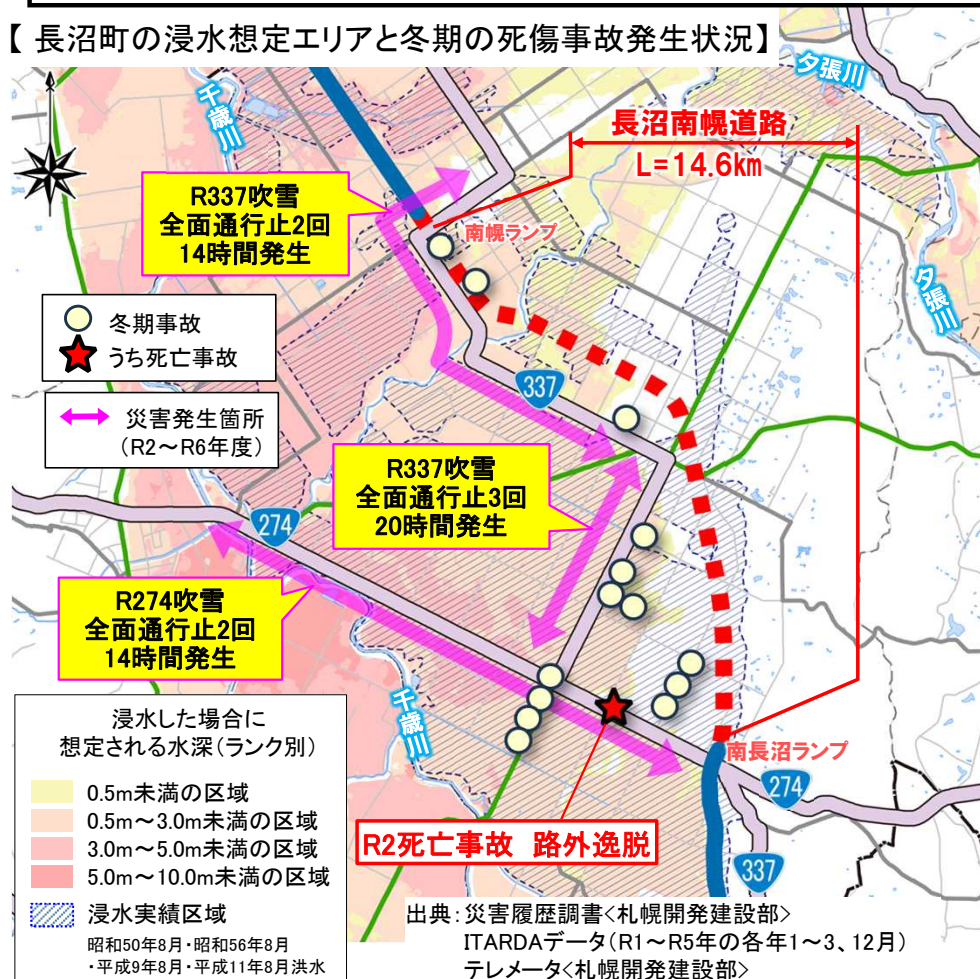 【 長沼町の浸水想定エリアと冬期の死傷事故発生状況】
千歳川
夕張川
長沼南幌道路
L=14.6km
R337吹雪
全面通行止2回
14時間発生
南幌ランプ
夕張川
冬期事故
うち死亡事故
災害発生箇所
(R2～R6年度)
337
R337吹雪
全面通行止3回
20時間発生
274
R274吹雪
全面通行止2回
14時間発生
千歳川
浸水した場合に
想定される水深(ランク別)
0.5m未満の区域
0.5m～3.0m未満の区域
3.0m～5.0m未満の区域
5.0m～10.0m未満の区域
浸水実績区域
昭和50年8月・昭和56年8月
・平成9年8月・平成11年8月洪水
南長沼ランプ
274
R2死亡事故 路外逸脱
337
出典:災害履歴調書<札幌開発建設部>
ITARDAデータ(R1～R5年の各年1～3、12月)
テレメータ<札幌開発建設部>